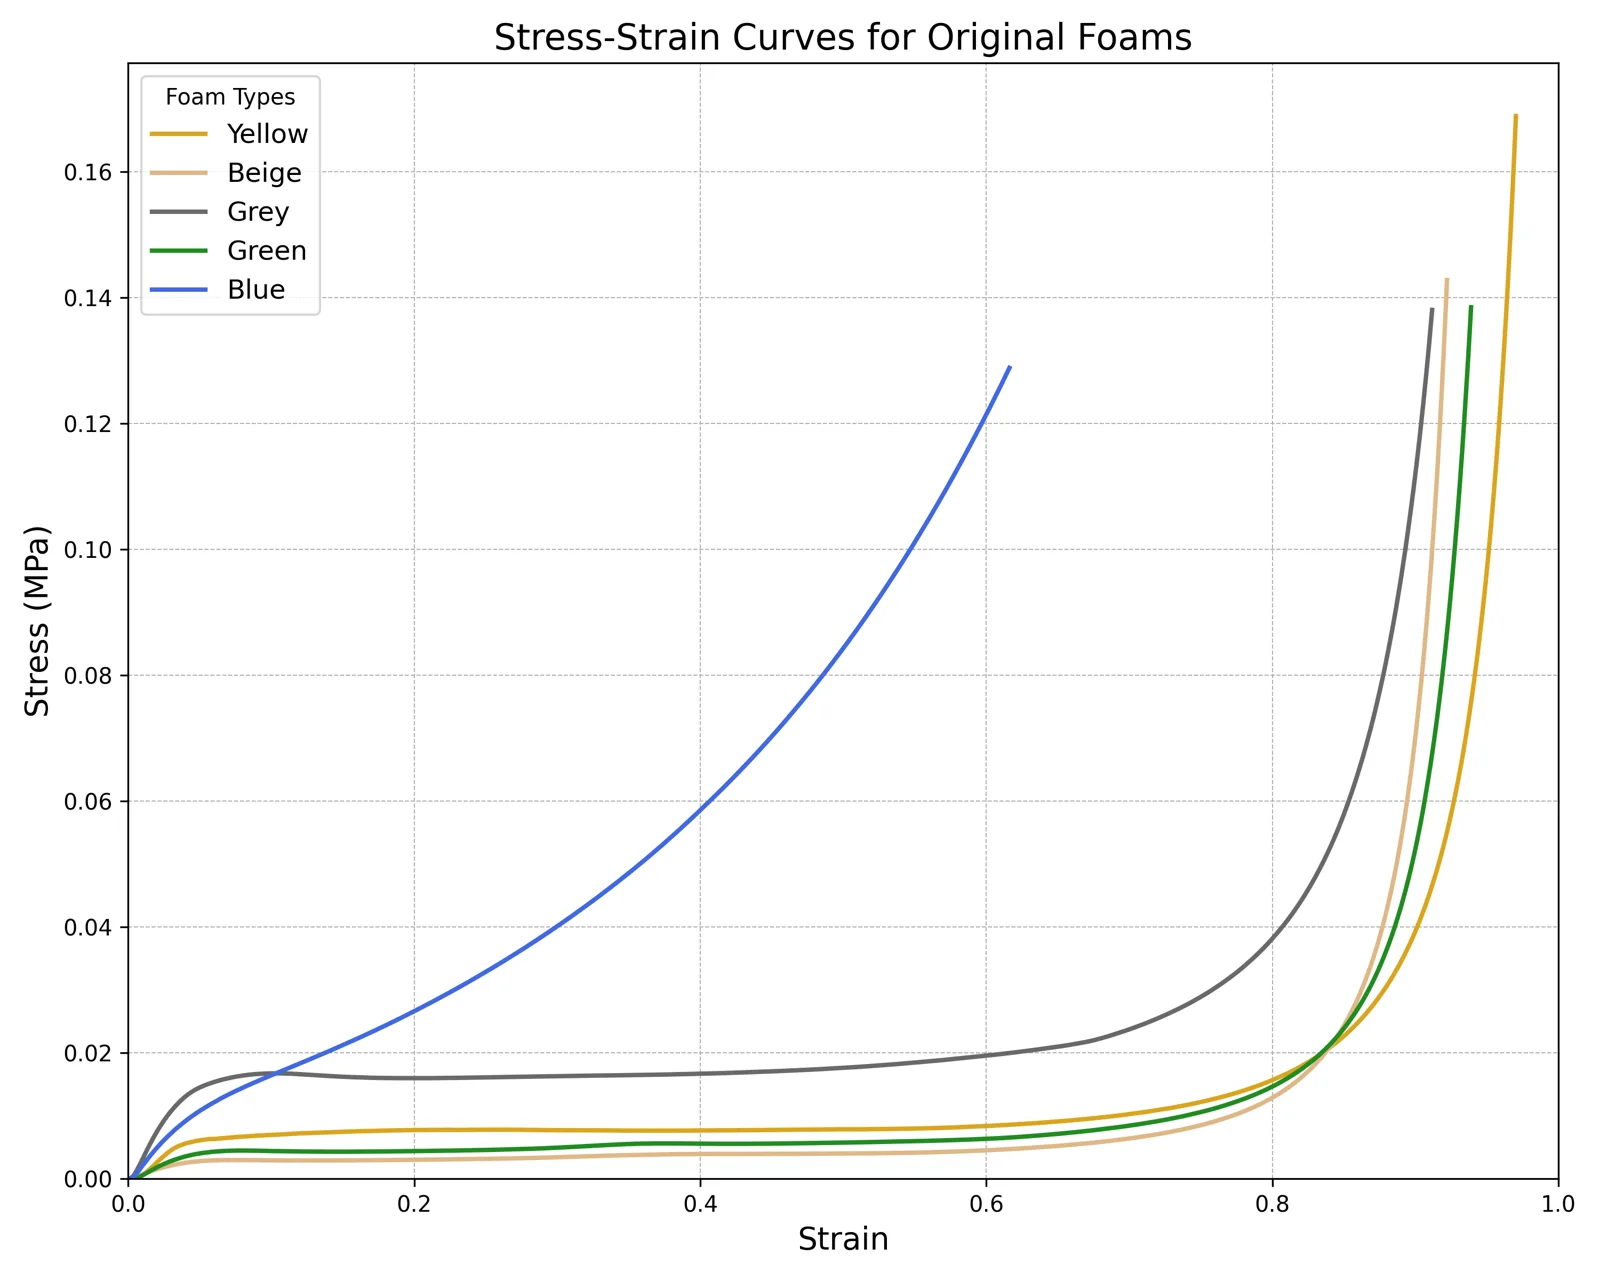 Stress-Strain Curves for Original Foams
Foam Types
Yellow
Beige
Grey
Green
Blue
Stress (MPa)
0.16
0.14
0.12
0.10
0.08
0.06
0.04
0.02
0.00
0.0 0.2 0.4 0.6 0.8 1.0
Strain